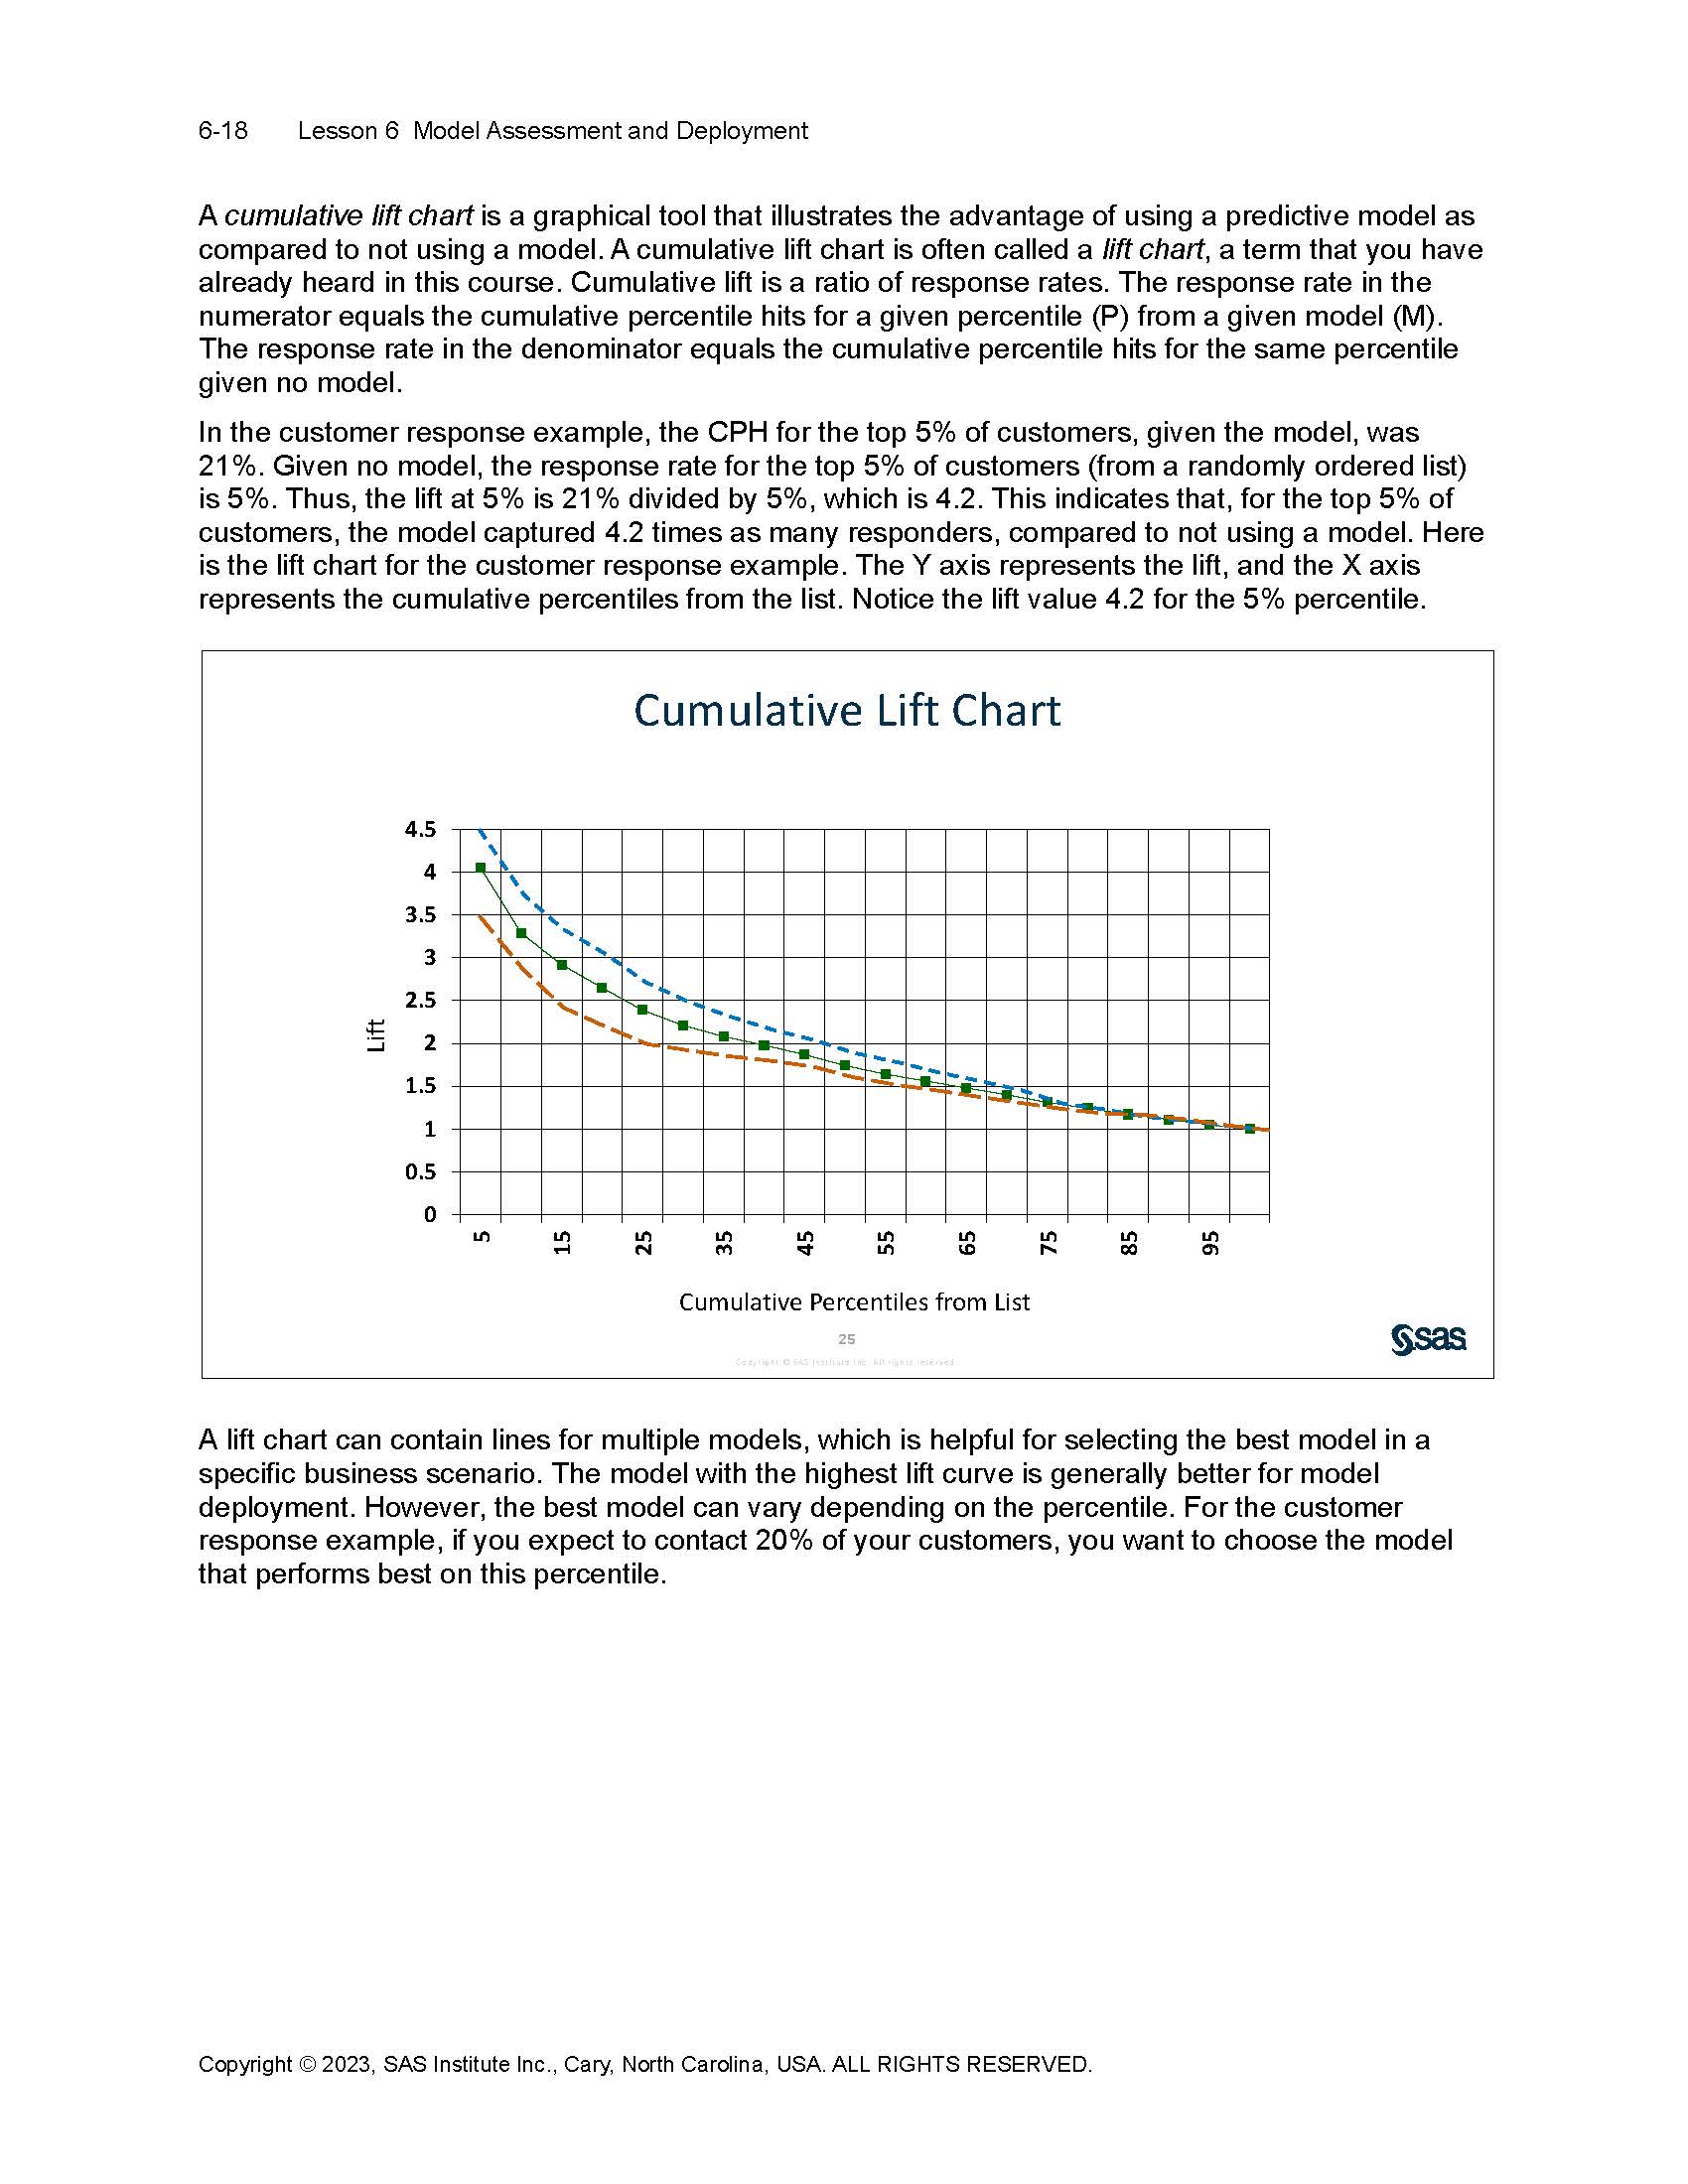 6-18 Lesson 6 Model Assessment and Deployment
A cumulative lift chart is a graphical tool that illustrates the advantage of using a predictive model as
compared to not using a model. A cumulative lift chart is often called a lift chart, a term that you have
already heard in this course. Cumulative lift is a ratio of response rates. The response rate in the
numerator equals the cumulative percentile hits for a given percentile (P) from a given model (M).
The response rate in the denominator equals the cumulative percentile hits for the same percentile
given no model.
In the customer response example, the CPH for the top 5% of customers, given the model, was
21%. Given no model, the response rate for the top 5% of customers (from a randomly ordered list)
is 5%. Thus, the lift at 5% is 21% divided by 5%, which is 4.2. This indicates that, for the top 5% of
customers, the model captured 4.2 times as many responders, compared to not using a model. Here
is the lift chart for the customer response example. The Y axis represents the lift, and the X axis
represents the cumulative percentiles from the list. Notice the lift value 4.2 for the 5% percentile.
Cumulative Lift Chart
4.5
4
3.5
3
2.5
2
1.5
1
0.5
0
Lift
5 15 25 35 45 55 65 75 85 95
Cumulative Percentiles from List
25
Copyright © SAS Institute Inc. All rights reserved
sas
A lift chart can contain lines for multiple models, which is helpful for selecting the best model in a
specific business scenario. The model with the highest lift curve is generally better for model
deployment. However, the best model can vary depending on the percentile. For the customer
response example, if you expect to contact 20% of your customers, you want to choose the model
that performs best on this percentile.
Copyright © 2023, SAS Institute Inc., Cary, North Carolina, USA. ALL RIGHTS RESERVED.